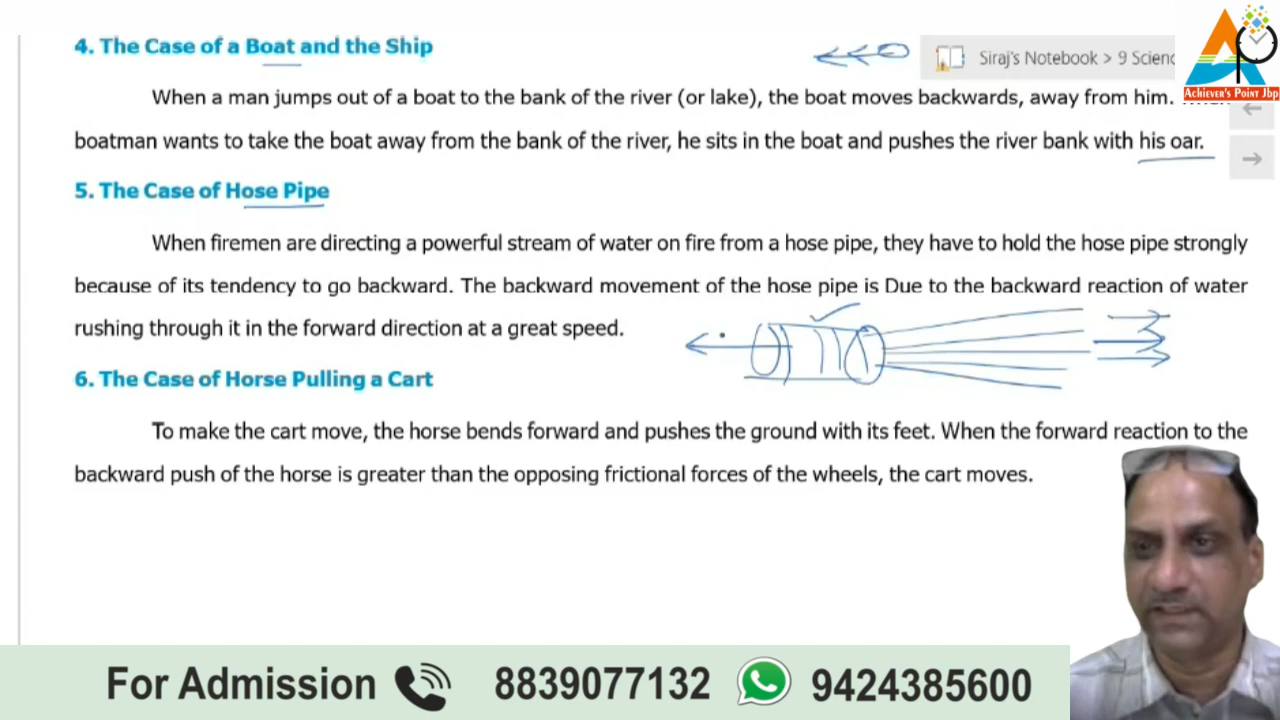 4. The Case of a Boat and the Ship
Siraj's Notebook > 9 Scienc
Achiever's Point Jbp
When a man jumps out of a boat to the bank of the river (or lake), the boat moves backwards, away from him.
boatman wants to take the boat away from the bank of the river, he sits in the boat and pushes the river bank with his oar.
5. The Case of Hose Pipe
When firemen are directing a powerful stream of water on fire from a hose pipe, they have to hold the hose pipe strongly
because of its tendency to go backward. The backward movement of the hose pipe is Due to the backward reaction of water
rushing through it in the forward direction at a great speed.
6. The Case of Horse Pulling a Cart
To make the cart move, the horse bends forward and pushes the ground with its feet. When the forward reaction to the
backward push of the horse is greater than the opposing frictional forces of the wheels, the cart moves.
For Admission 8839077132 9424385600